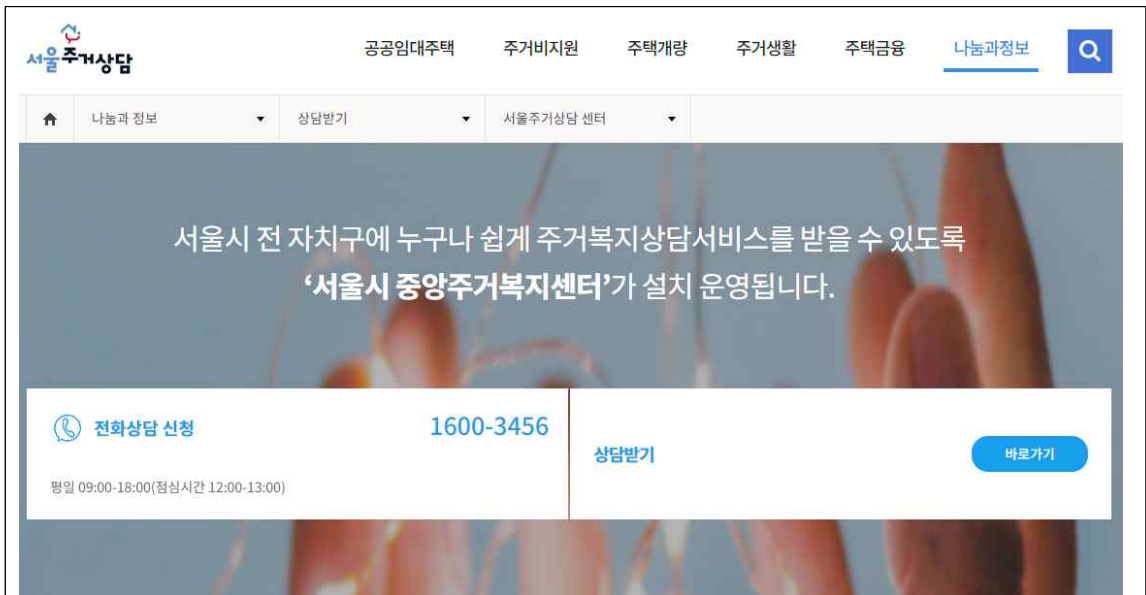 서울주거상담
공공임대주택 주거비지원 주택개량 주거생활 주택금융 나눔과정보
나눔과 정보 상담받기 서울주거상담 센터
서울시 전 자치구에 누구나 쉽게 주거복지상담서비스를 받을 수 있도록
‘서울시 중앙주거복지센터’가 설치 운영됩니다.
전화상담 신청 1600-3456
평일 09:00-18:00(점심시간 12:00-13:00)
상담받기 바로가기